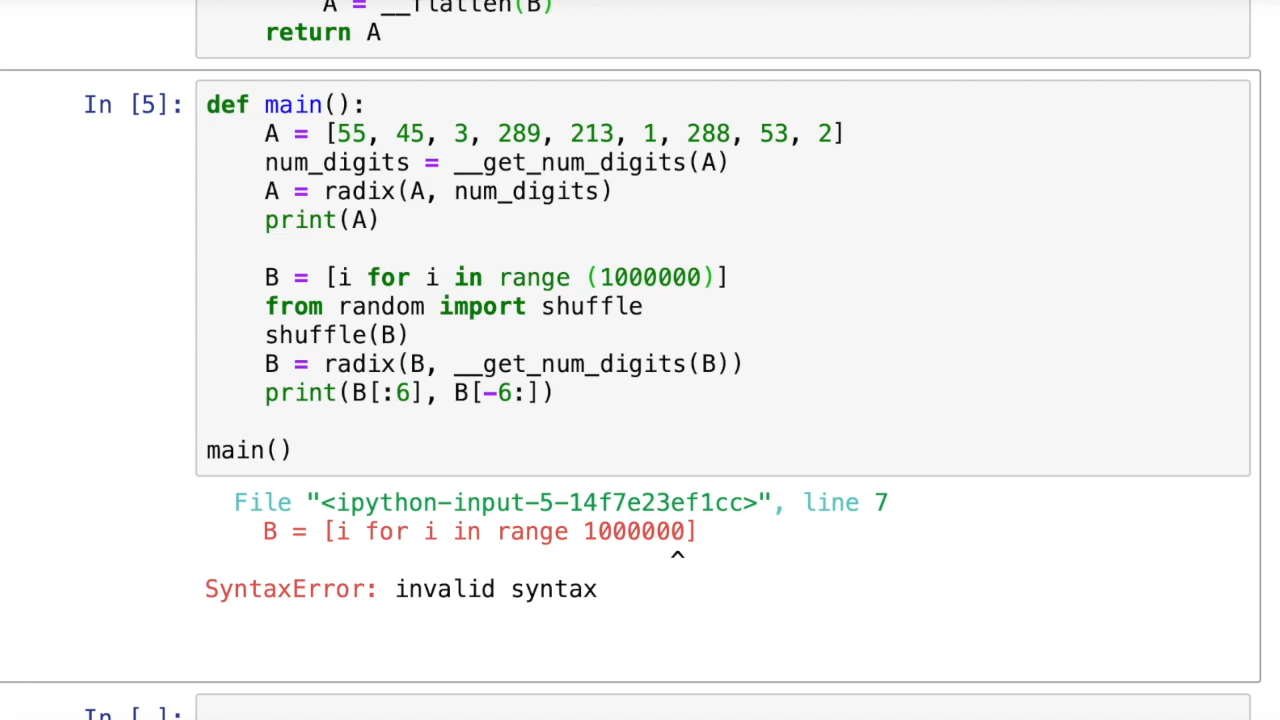 A = __flatten(B)
return A
In [5]:
def main():
A = [55, 45, 3, 289, 213, 1, 288, 53, 2]
num_digits = __get_num_digits(A)
A = radix(A, num_digits)
print(A)
B = [i for i in range (1000000)]
from random import shuffle
shuffle(B)
B = radix(B, __get_num_digits(B))
print(B[:6], B[-6:])
main()
File "<ipython-input-5-14f7e23ef1cc>", line 7
B = [i for i in range 1000000]
^
SyntaxError: invalid syntax
In [ ]: